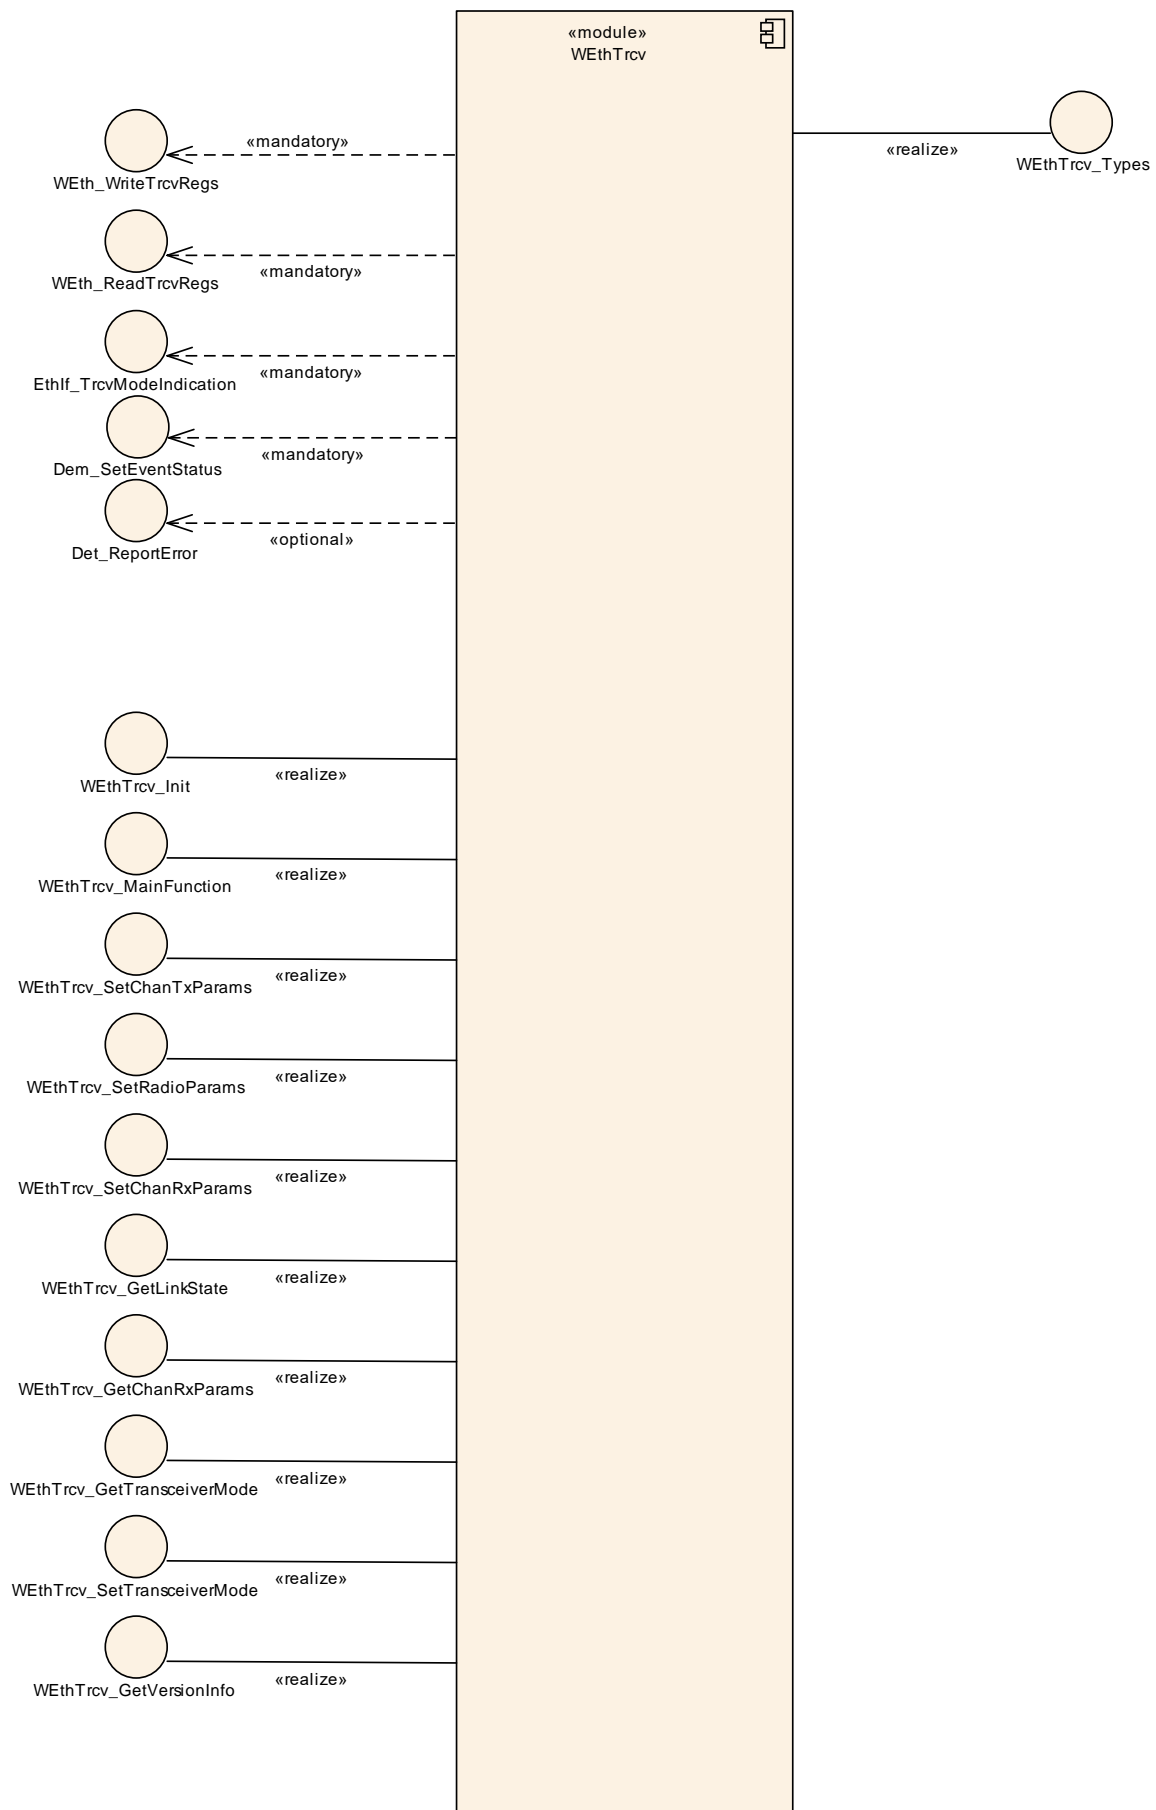 «module»
WEthTrcv
«mandatory»
WEth_WriteTrcvRegs
«realize»
WEthTrcv_Types
WEth_ReadTrcvRegs
«mandatory»
EthIf_TrcvModeIndication
«mandatory»
Dem_SetEventStatus
«mandatory»
Det_ReportError
«optional»
WEthTrcv_Init
«realize»
WEthTrcv_MainFunction
«realize»
WEthTrcv_SetChanTxParams
«realize»
WEthTrcv_SetRadioParams
«realize»
WEthTrcv_SetChanRxParams
«realize»
WEthTrcv_GetLinkState
«realize»
WEthTrcv_GetChanRxParams
«realize»
WEthTrcv_GetTransceiverMode
«realize»
WEthTrcv_SetTransceiverMode
«realize»
WEthTrcv_GetVersionInfo
«realize»